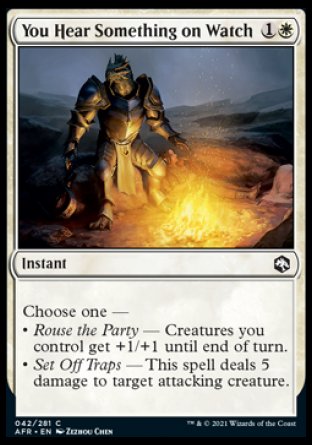 You Hear Something on Watch 1
Instant
Choose one —
• Rouse the Party — Creatures you
control get +1/+1 until end of turn.
• Set Off Traps — This spell deals 5
damage to target attacking creature.
042/281 C
AFR • EN Zizhou Chen
™ & © 2021 Wizards of the Coast